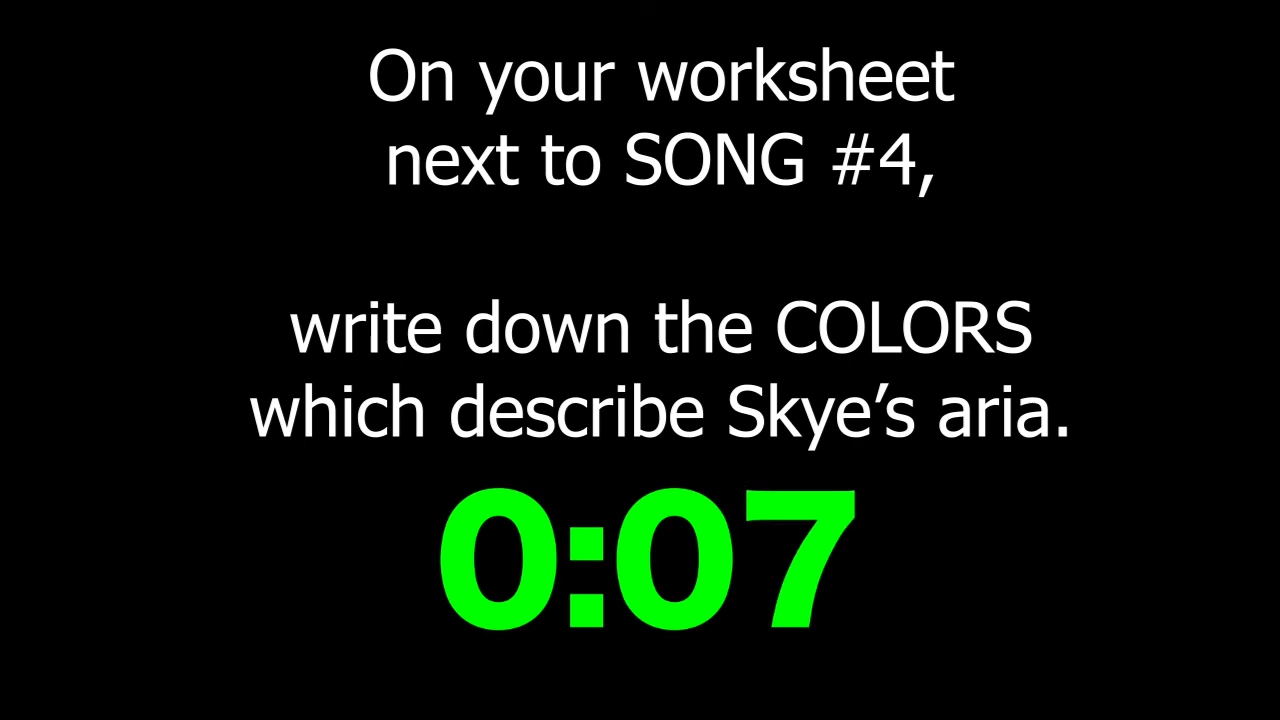 On your worksheet
next to SONG #4,
write down the COLORS
which describe Skye’s aria.
0:07